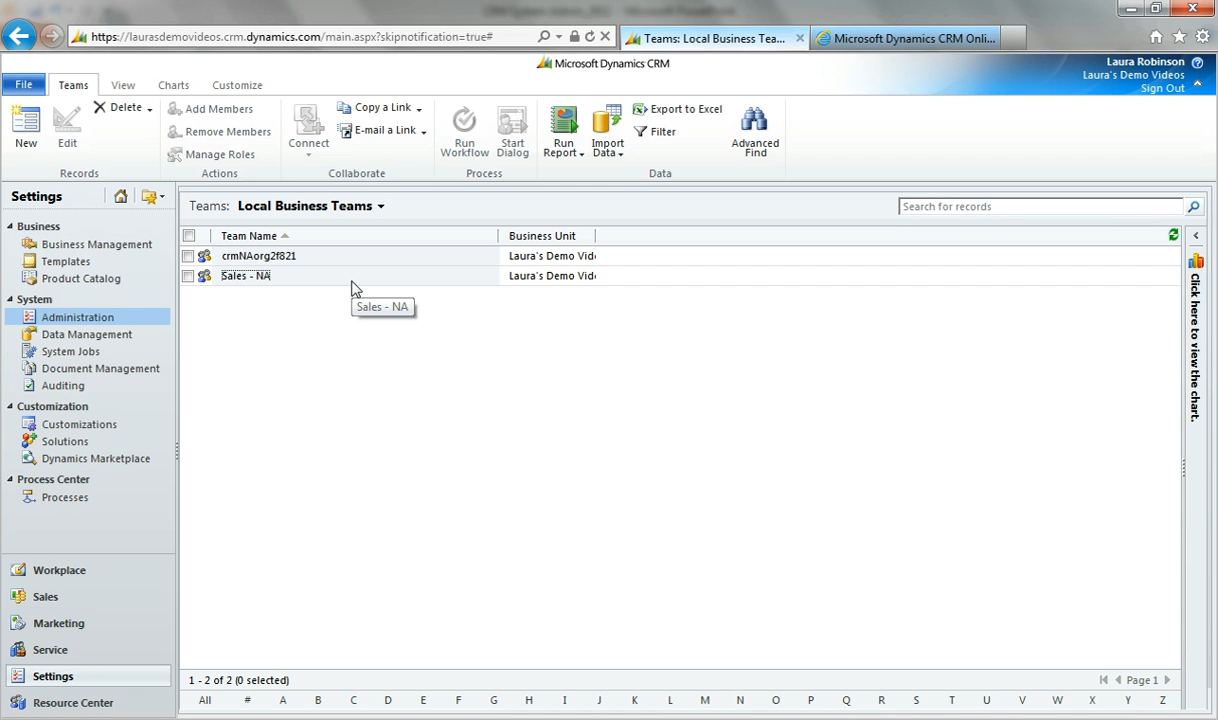 https://laurasdemovideos.crm.dynamics.com/main.aspx?skipnotification=true#
Teams: Local Business Tea...
Microsoft Dynamics CRM Onli...
Microsoft Dynamics CRM
Laura Robinson
Laura's Demo Videos
Sign Out
File
Teams
View
Charts
Customize
New
Edit
Delete
Records
Add Members
Remove Members
Manage Roles
Actions
Connect
Copy a Link
E-mail a Link
Collaborate
Run Workflow
Start Dialog
Process
Run Report
Import Data
Export to Excel
Filter
Advanced Find
Data
Settings
Business
Business Management
Templates
Product Catalog
System
Administration
Data Management
System Jobs
Document Management
Auditing
Customization
Customizations
Solutions
Dynamics Marketplace
Process Center
Processes
Workplace
Sales
Marketing
Service
Settings
Resource Center
Teams: Local Business Teams
Search for records
Team Name Business Unit
crmNAorg2f821 Laura's Demo Vide
Sales - NA Laura's Demo Vide
Sales - NA
Click here to view the chart.
1 - 2 of 2 (0 selected)
Page 1
All # A B C D E F G H I J K L M N O P Q R S T U V W X Y Z